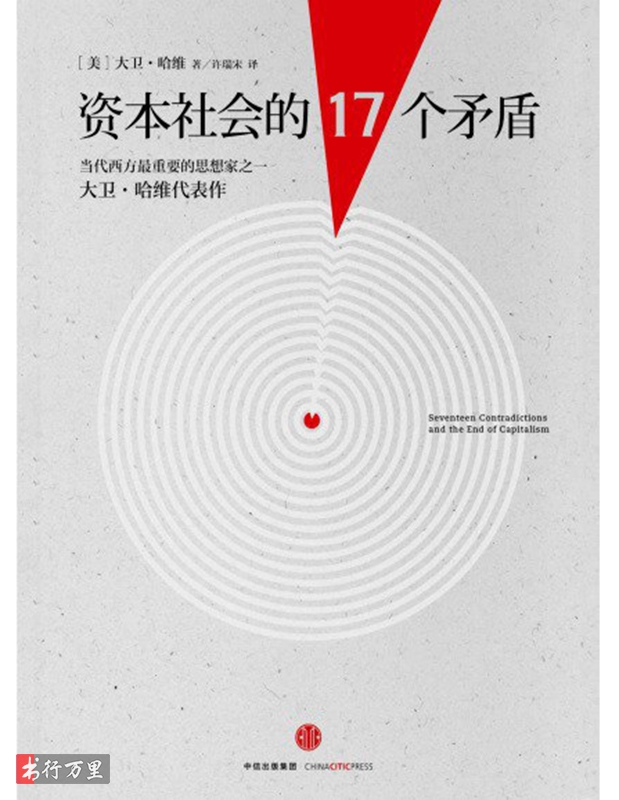 [美]大卫·哈维 著/许瑞宋 译
资本社会的17个矛盾
当代西方最重要的思想家之一
大卫·哈维代表作
Seventeen Contradictions
and the End of Capitalism
中信出版集团 CHINACITICPRESS
书行万里